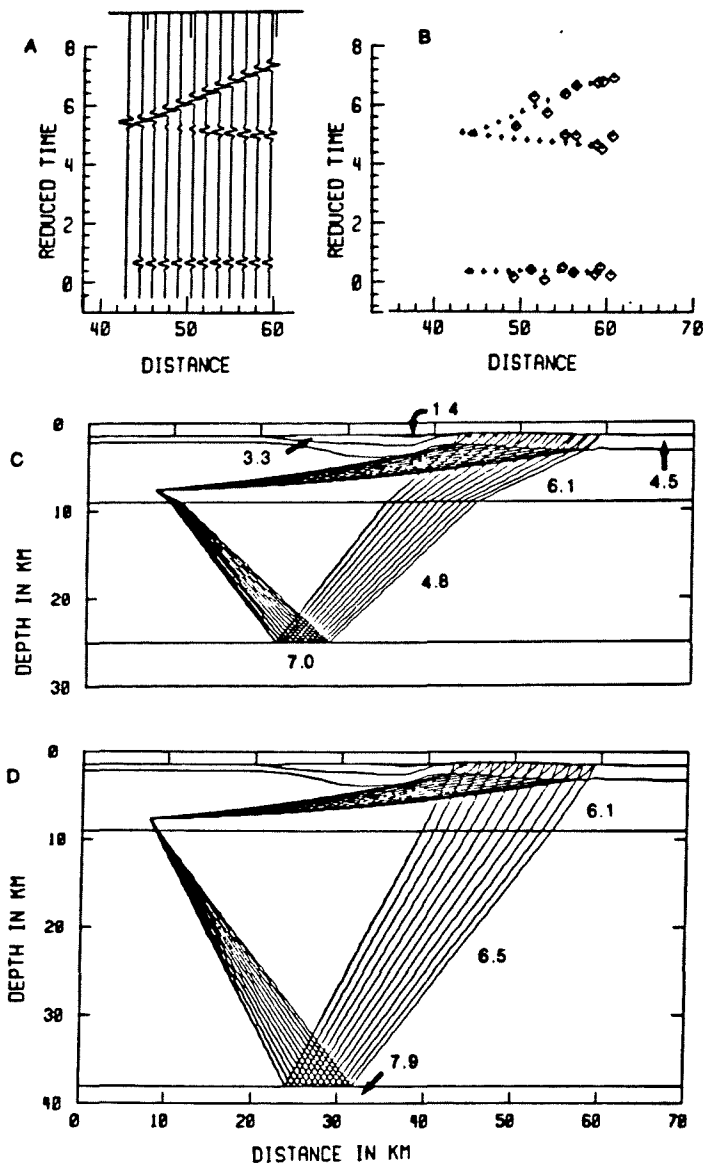 A
8
6
4
2
0
REDUCED TIME
40 50 60
DISTANCE
B
8
6
4
2
0
REDUCED TIME
40 50 60 70
DISTANCE
C
0
10
20
30
DEPTH IN KM
1 4
3.3
4.5
6.1
4.8
7.0
D
0
10
20
30
40
DEPTH IN KM
6.1
6.5
7.9
0 10 20 30 40 50 60 70
DISTANCE IN KM